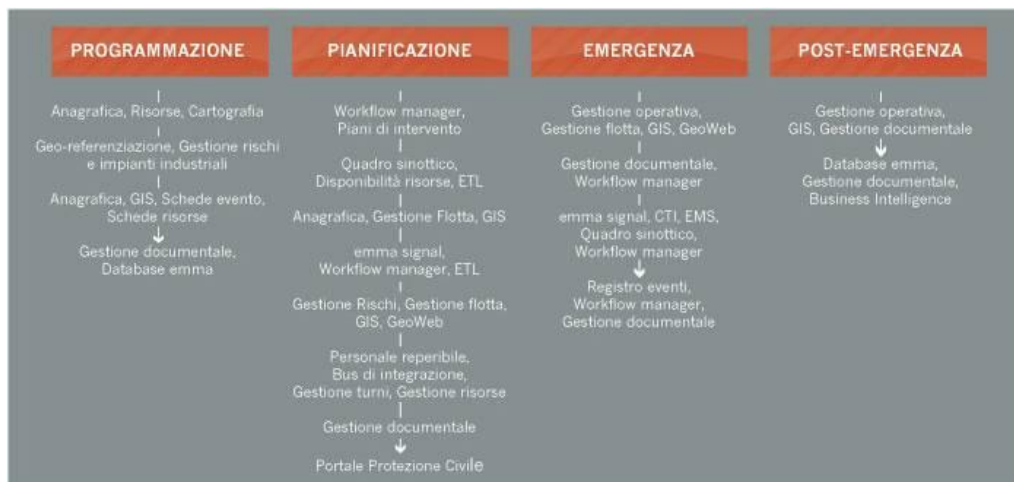 PROGRAMMAZIONE
Anagrafica, Risorse, Cartografia
Geo-referenziazione, Gestione rischi
e impianti industriali
Anagrafica, GIS, Schede evento,
Schede risorse
Gestione documentale,
Database emma
PIANIFICAZIONE
Workflow manager,
Piani di intervento
Quadro sinottico,
Disponibilità risorse, ETL
Anagrafica, Gestione Flotta, GIS
emma signal,
Workflow manager, ETL
Gestione Rischi, Gestione flotta,
GIS, GeoWeb
Personale reperibile,
Bus di integrazione,
Gestione turni, Gestione risorse
Gestione documentale
Portale Protezione Civile
EMERGENZA
Gestione operativa,
Gestione flotta, GIS, GeoWeb
Gestione documentale,
Workflow manager
emma signal, CTI, EMS,
Quadro sinottico,
Workflow manager
Registro eventi,
Workflow manager,
Gestione documentale
POST-EMERGENZA
Gestione operativa,
GIS, Gestione documentale
Database emma,
Gestione documentale,
Business Intelligence